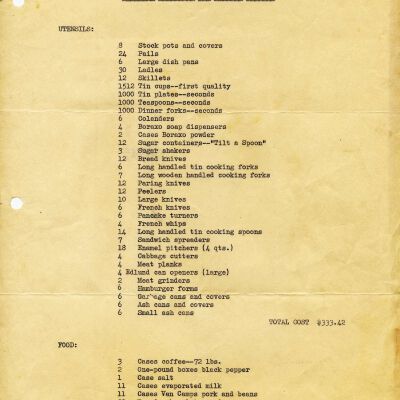 UTENSILS:
8 Stock pots and covers
24 Pails
6 Large dish pans
30 Ladles
12 Skillets
1512 Tin cups--first quality
1000 Tin plates--seconds
1000 Teaspoons--seconds
1000 Dinner forks--seconds
6 Colanders
4 Boraxo soap dispensers
2 Cases Boraxo powder
12 Sugar containers--"Tilt a Spoon"
3 Sugar shakers
12 Bread knives
6 Long handled tin cooking forks
7 Long wooden handled cooking forks
12 Paring knives
12 Peelers
10 Large knives
6 French knives
6 Pancake turners
4 French whips
14 Long handled tin cooking spoons
7 Sandwich spreaders
18 Enamel pitchers (4 qts.)
4 Cabbage cutters
4 Meat planks
4 Edlund can openers (large)
2 Meat grinders
6 Hamburger forms
6 Garbage cans and covers
6 Ash cans and covers
6 Small ash cans
TOTAL COST $333.42
FOOD:
3 Cases coffee--72 lbs.
2 One-pound boxes black pepper
1 Case salt
11 Cases evaporated milk
11 Cases Van Camps pork and beans